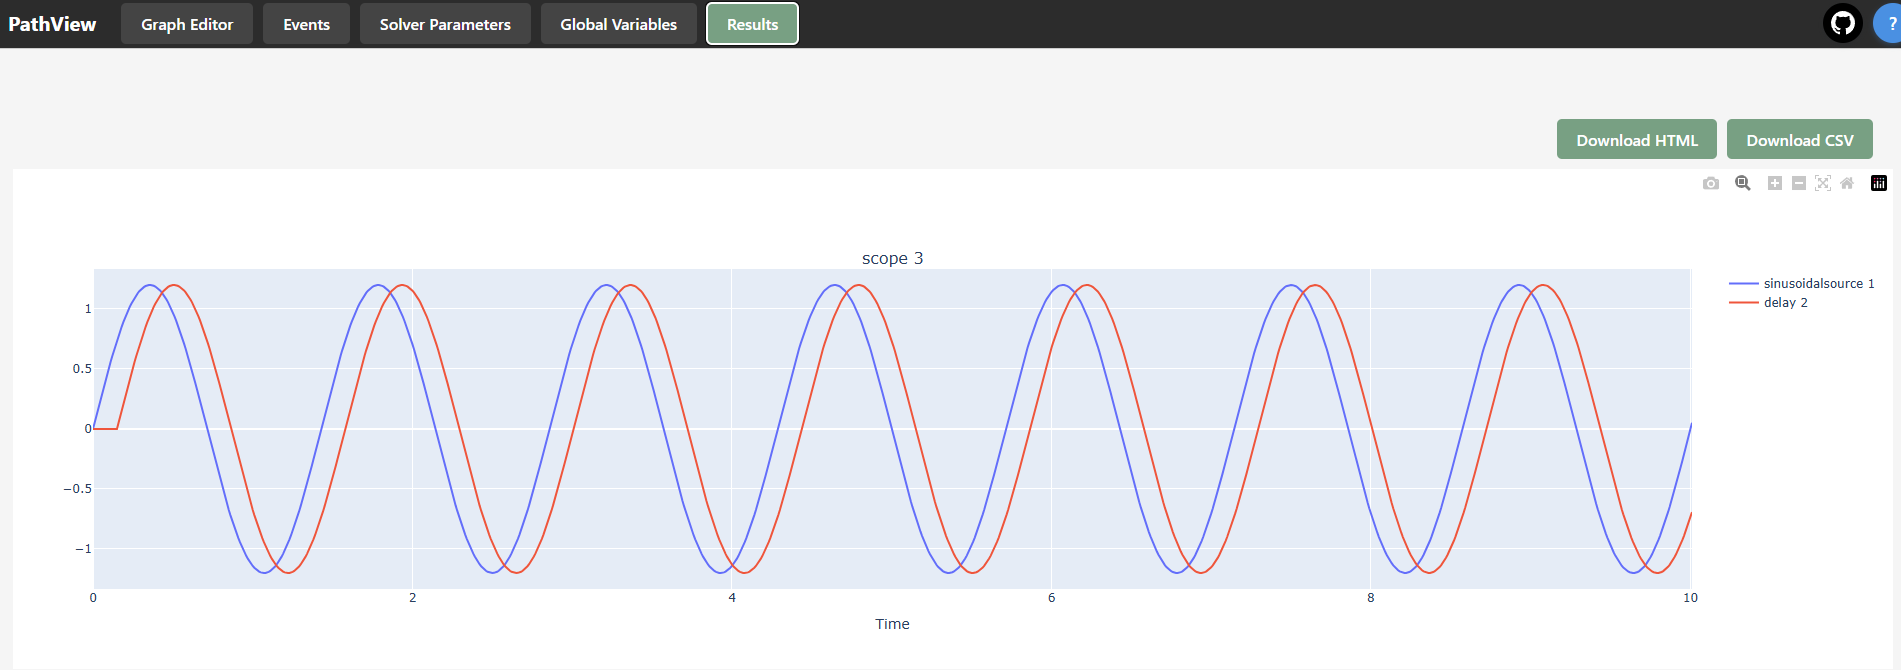 PathView Graph Editor Events Solver Parameters Global Variables Results ?
Download HTML Download CSV
scope 3
sinusoidalsource 1
delay 2
1
0.5
0
−0.5
−1
0 2 4 6 8 10
Time